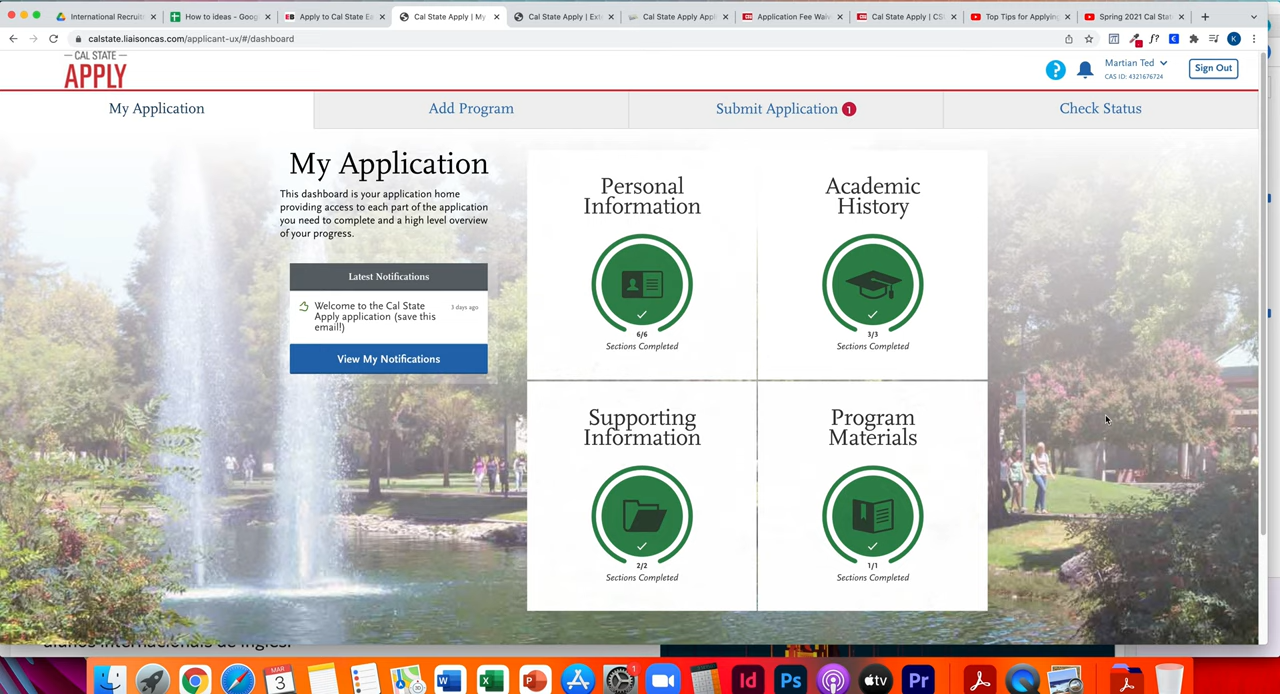 International Recruit
How to ideas - Goog
Apply to Cal State Ea
Cal State Apply | My
Cal State Apply | Ext
Cal State Apply Appl
Application Fee Waiv
Cal State Apply | CS
Top Tips for Applying
Spring 2021 Cal Stat
calstate.liaisoncas.com/applicant-ux/#/dashboard
CAL STATE
APPLY
Martian Ted
CAS ID: 4321676724
Sign Out
My Application
Add Program
Submit Application 1
Check Status
My Application
This dashboard is your application home
providing access to each part of the application
you need to complete and a high level overview
of your progress.
Latest Notifications
Welcome to the Cal State
Apply application (save this
email!)
3 days ago
View My Notifications
Personal
Information
6/6
Sections Completed
Academic
History
3/3
Sections Completed
Supporting
Information
2/2
Sections Completed
Program
Materials
1/1
Sections Completed
MAR
3
W
X
P
1
Id
Ps
tv
Pr